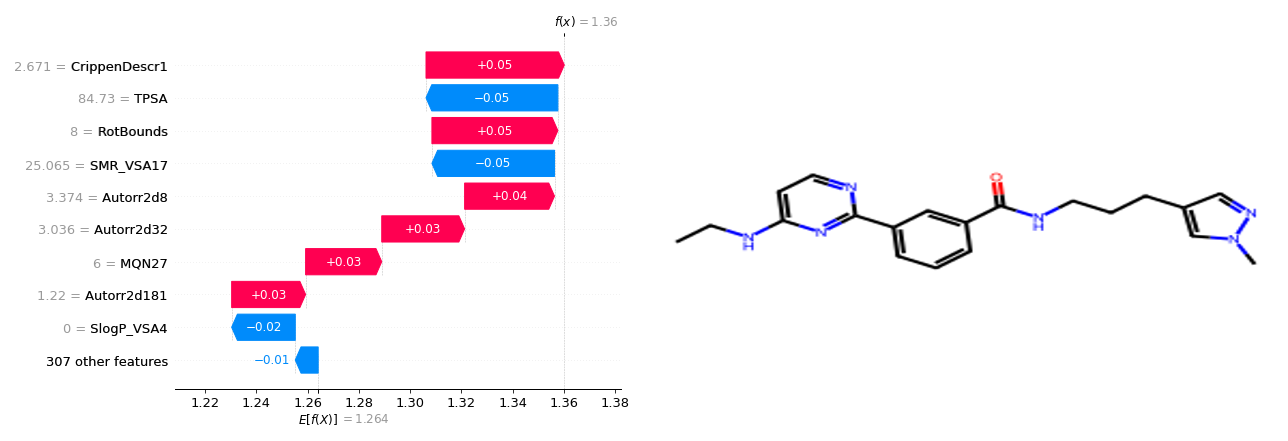 f(x) = 1.36
2.671 = CrippenDescr1
+0.05
84.73 = TPSA
−0.05
8 = RotBounds
+0.05
25.065 = SMR_VSA17
−0.05
3.374 = Autorr2d8
+0.04
3.036 = Autorr2d32
+0.03
6 = MQN27
+0.03
1.22 = Autorr2d181
+0.03
0 = SlogP_VSA4
−0.02
307 other features
−0.01
1.22 1.24 1.26 1.28 1.30 1.32 1.34 1.36 1.38
E[f(X)] = 1.264
O
N
N
N
H
N
H
N
N